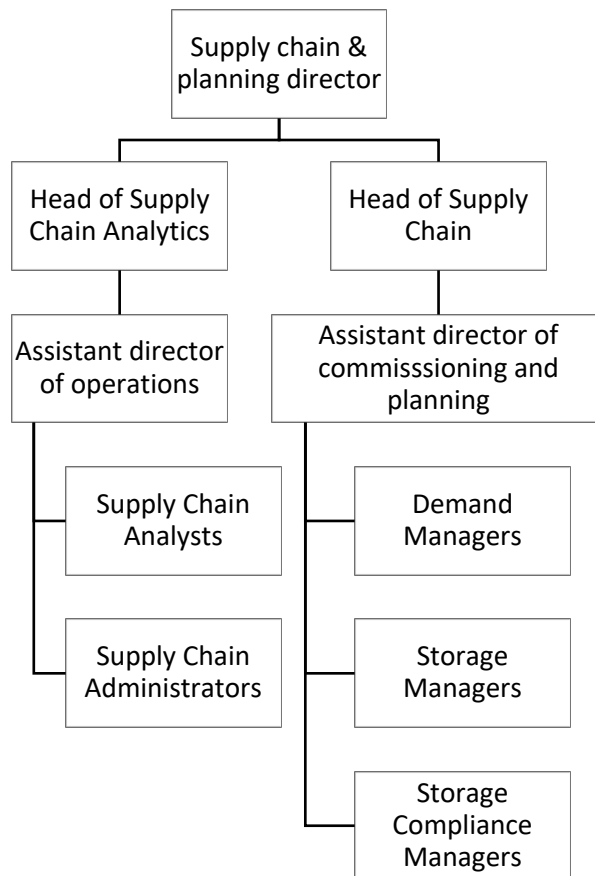 Supply chain &
planning director
Head of Supply
Chain Analytics
Head of Supply
Chain
Assistant director
of operations
Assistant director of
commisssioning and
planning
Supply Chain
Analysts
Demand
Managers
Supply Chain
Administrators
Storage
Managers
Storage
Compliance
Managers